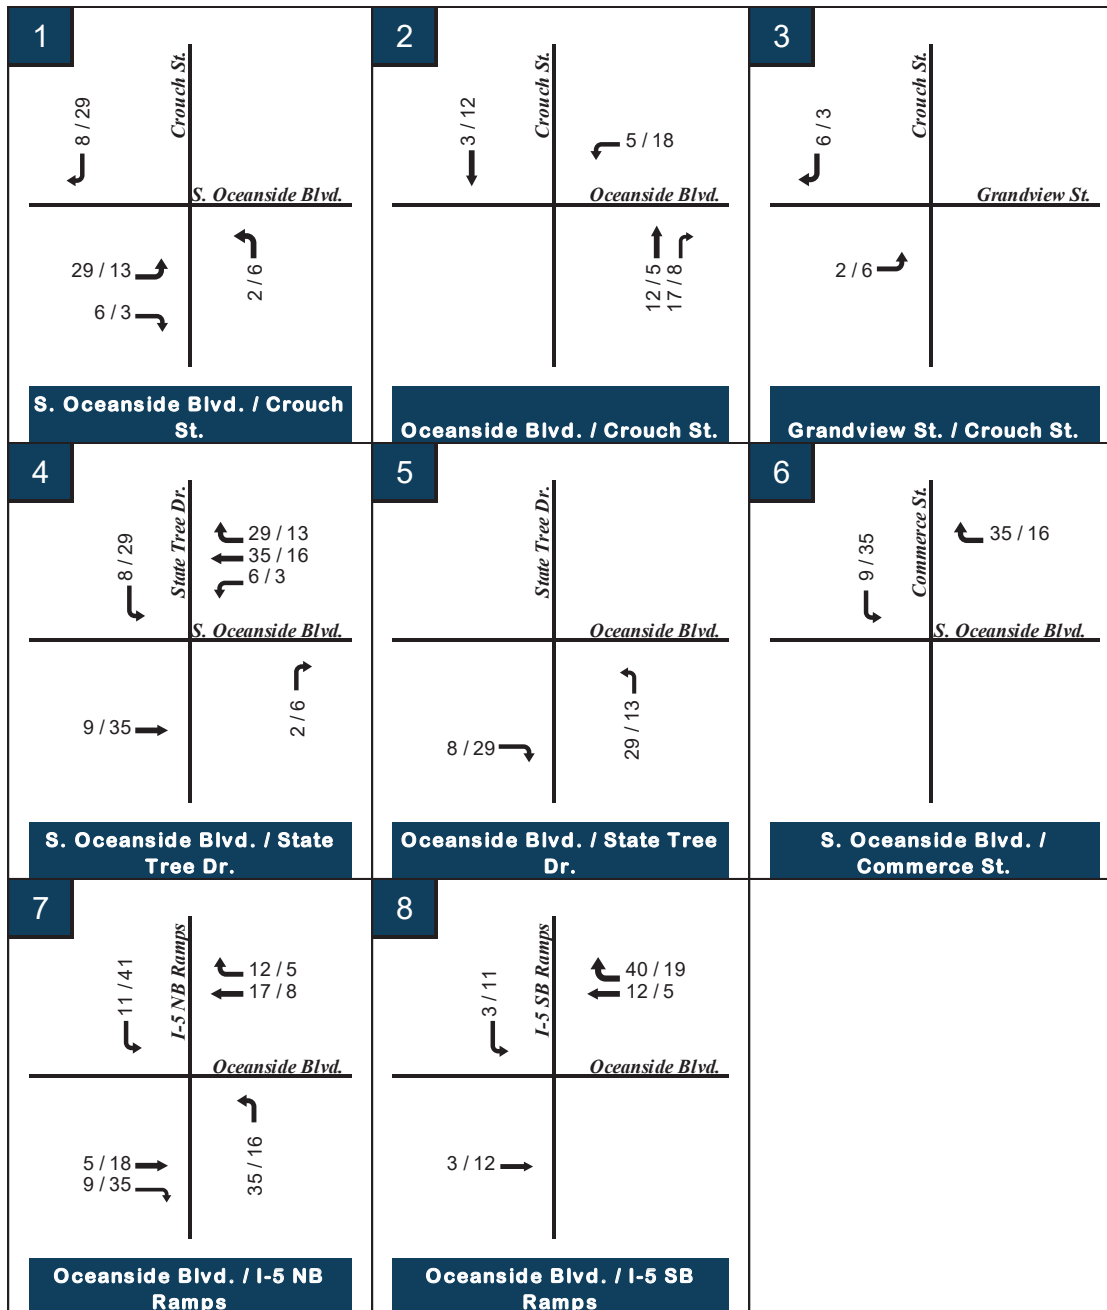 1
Crouch St.
8 / 29
S. Oceanside Blvd.
29 / 13
6 / 3
2 / 6
S. Oceanside Blvd. / Crouch
St.
2
Crouch St.
3 / 12
5 / 18
Oceanside Blvd.
12 / 5
17 / 8
Oceanside Blvd. / Crouch St.
3
Crouch St.
6 / 3
Grandview St.
2 / 6
Grandview St. / Crouch St.
4
State Tree Dr.
8 / 29
29 / 13
35 / 16
6 / 3
S. Oceanside Blvd.
9 / 35
2 / 6
S. Oceanside Blvd. / State
Tree Dr.
5
State Tree Dr.
Oceanside Blvd.
8 / 29
29 / 13
Oceanside Blvd. / State Tree
Dr.
6
Commerce St.
9 / 35
35 / 16
S. Oceanside Blvd.
S. Oceanside Blvd. /
Commerce St.
7
I-5 NB Ramps
11 / 41
12 / 5
17 / 8
Oceanside Blvd.
5 / 18
9 / 35
35 / 16
Oceanside Blvd. / I-5 NB
Ramps
8
I-5 SB Ramps
3 / 11
40 / 19
12 / 5
Oceanside Blvd.
3 / 12
Oceanside Blvd. / I-5 SB
Ramps